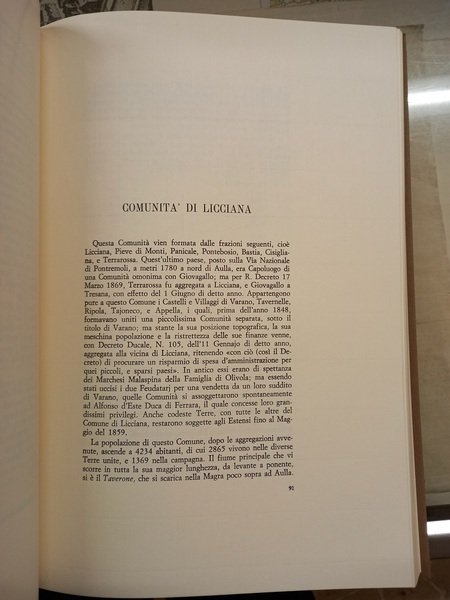 COMUNITA' DI LICCIANA
Questa Comunità vien formata dalle frazioni seguenti, cioè
Licciana, Pieve di Monti, Panicale, Pontebosio, Bastia, Cisiglia-
na, e Terrarossa. Quest'ultimo paese, posto sulla Via Nazionale
di Pontremoli, a metri 1780 a nord di Aulla, era Capoluogo di
una Comunità omonima con Giovagallo; ma per R. Decreto 17
Marzo 1869, Terrarossa fu aggregata a Licciana, e Giovagallo a
Tresana, con effetto del 1 Giugno di detto anno. Appartengono
pure a questo Comune i Castelli e Villaggi di Varano, Tavernelle,
Ripola, Tajoneco, e Apella, i quali, prima dell'anno 1848,
formavano uniti una piccolissima Comunità separata, sotto il
titolo di Varano; ma stante la sua posizione topografica, la sua
meschina popolazione e la ristrettezza delle sue finanze venne,
con Decreto Ducale, N. 105, dell'11 Gennajo di detto anno,
aggregata alla vicina di Licciana, ritenendo «con ciò (così il De-
creto) di procurare un risparmio di spesa d'amministrazione per
quei piccoli, e sparsi paesi». In antico essi erano di spettanza
dei Marchesi Malaspina della Famiglia di Olivola; ma essendo
stati uccisi i due Feudatarj per una vendetta da un loro suddito
di Varano, quelle Comunità si assoggettarono spontaneamente
ad Alfonso d'Este Duca di Ferrara, il quale concesse loro gran-
dissimi privilegi. Anche codeste Terre, con tutte le altre del
Comune di Licciana, restarono soggette agli Estensi fino al Mag-
gio del 1859.
La popolazione di questo Comune, dopo le aggregazioni avve-
nute, ascende a 4234 abitanti, di cui 2865 vivono nelle diverse
Terre unite, e 1369 nella campagna. Il fiume principale che vi
scorre in tutta la sua maggior lunghezza, da levante a ponente,
si è il Taverone, che si scarica nella Magra poco sopra ad Aulla.
91